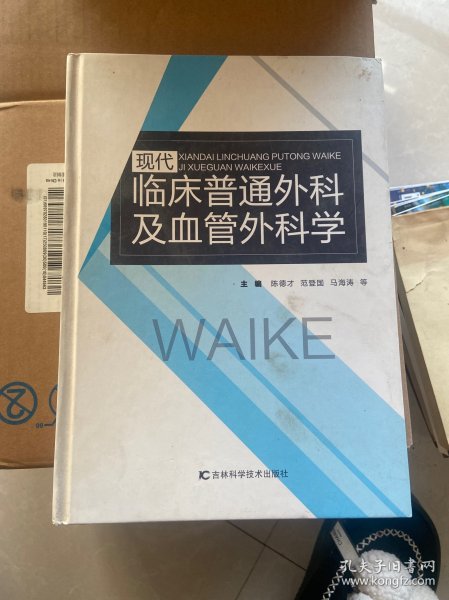 现代
XIANDAI LINCHUANG PUTONG WAIKE
JI XUEGUAN WAIKEXUE
临床普通外科
及血管外科学
主 编 陈德才 范登国 马海涛 等
WAIKE
吉林科学技术出版社
孔夫子旧书网
www.kongfz.com